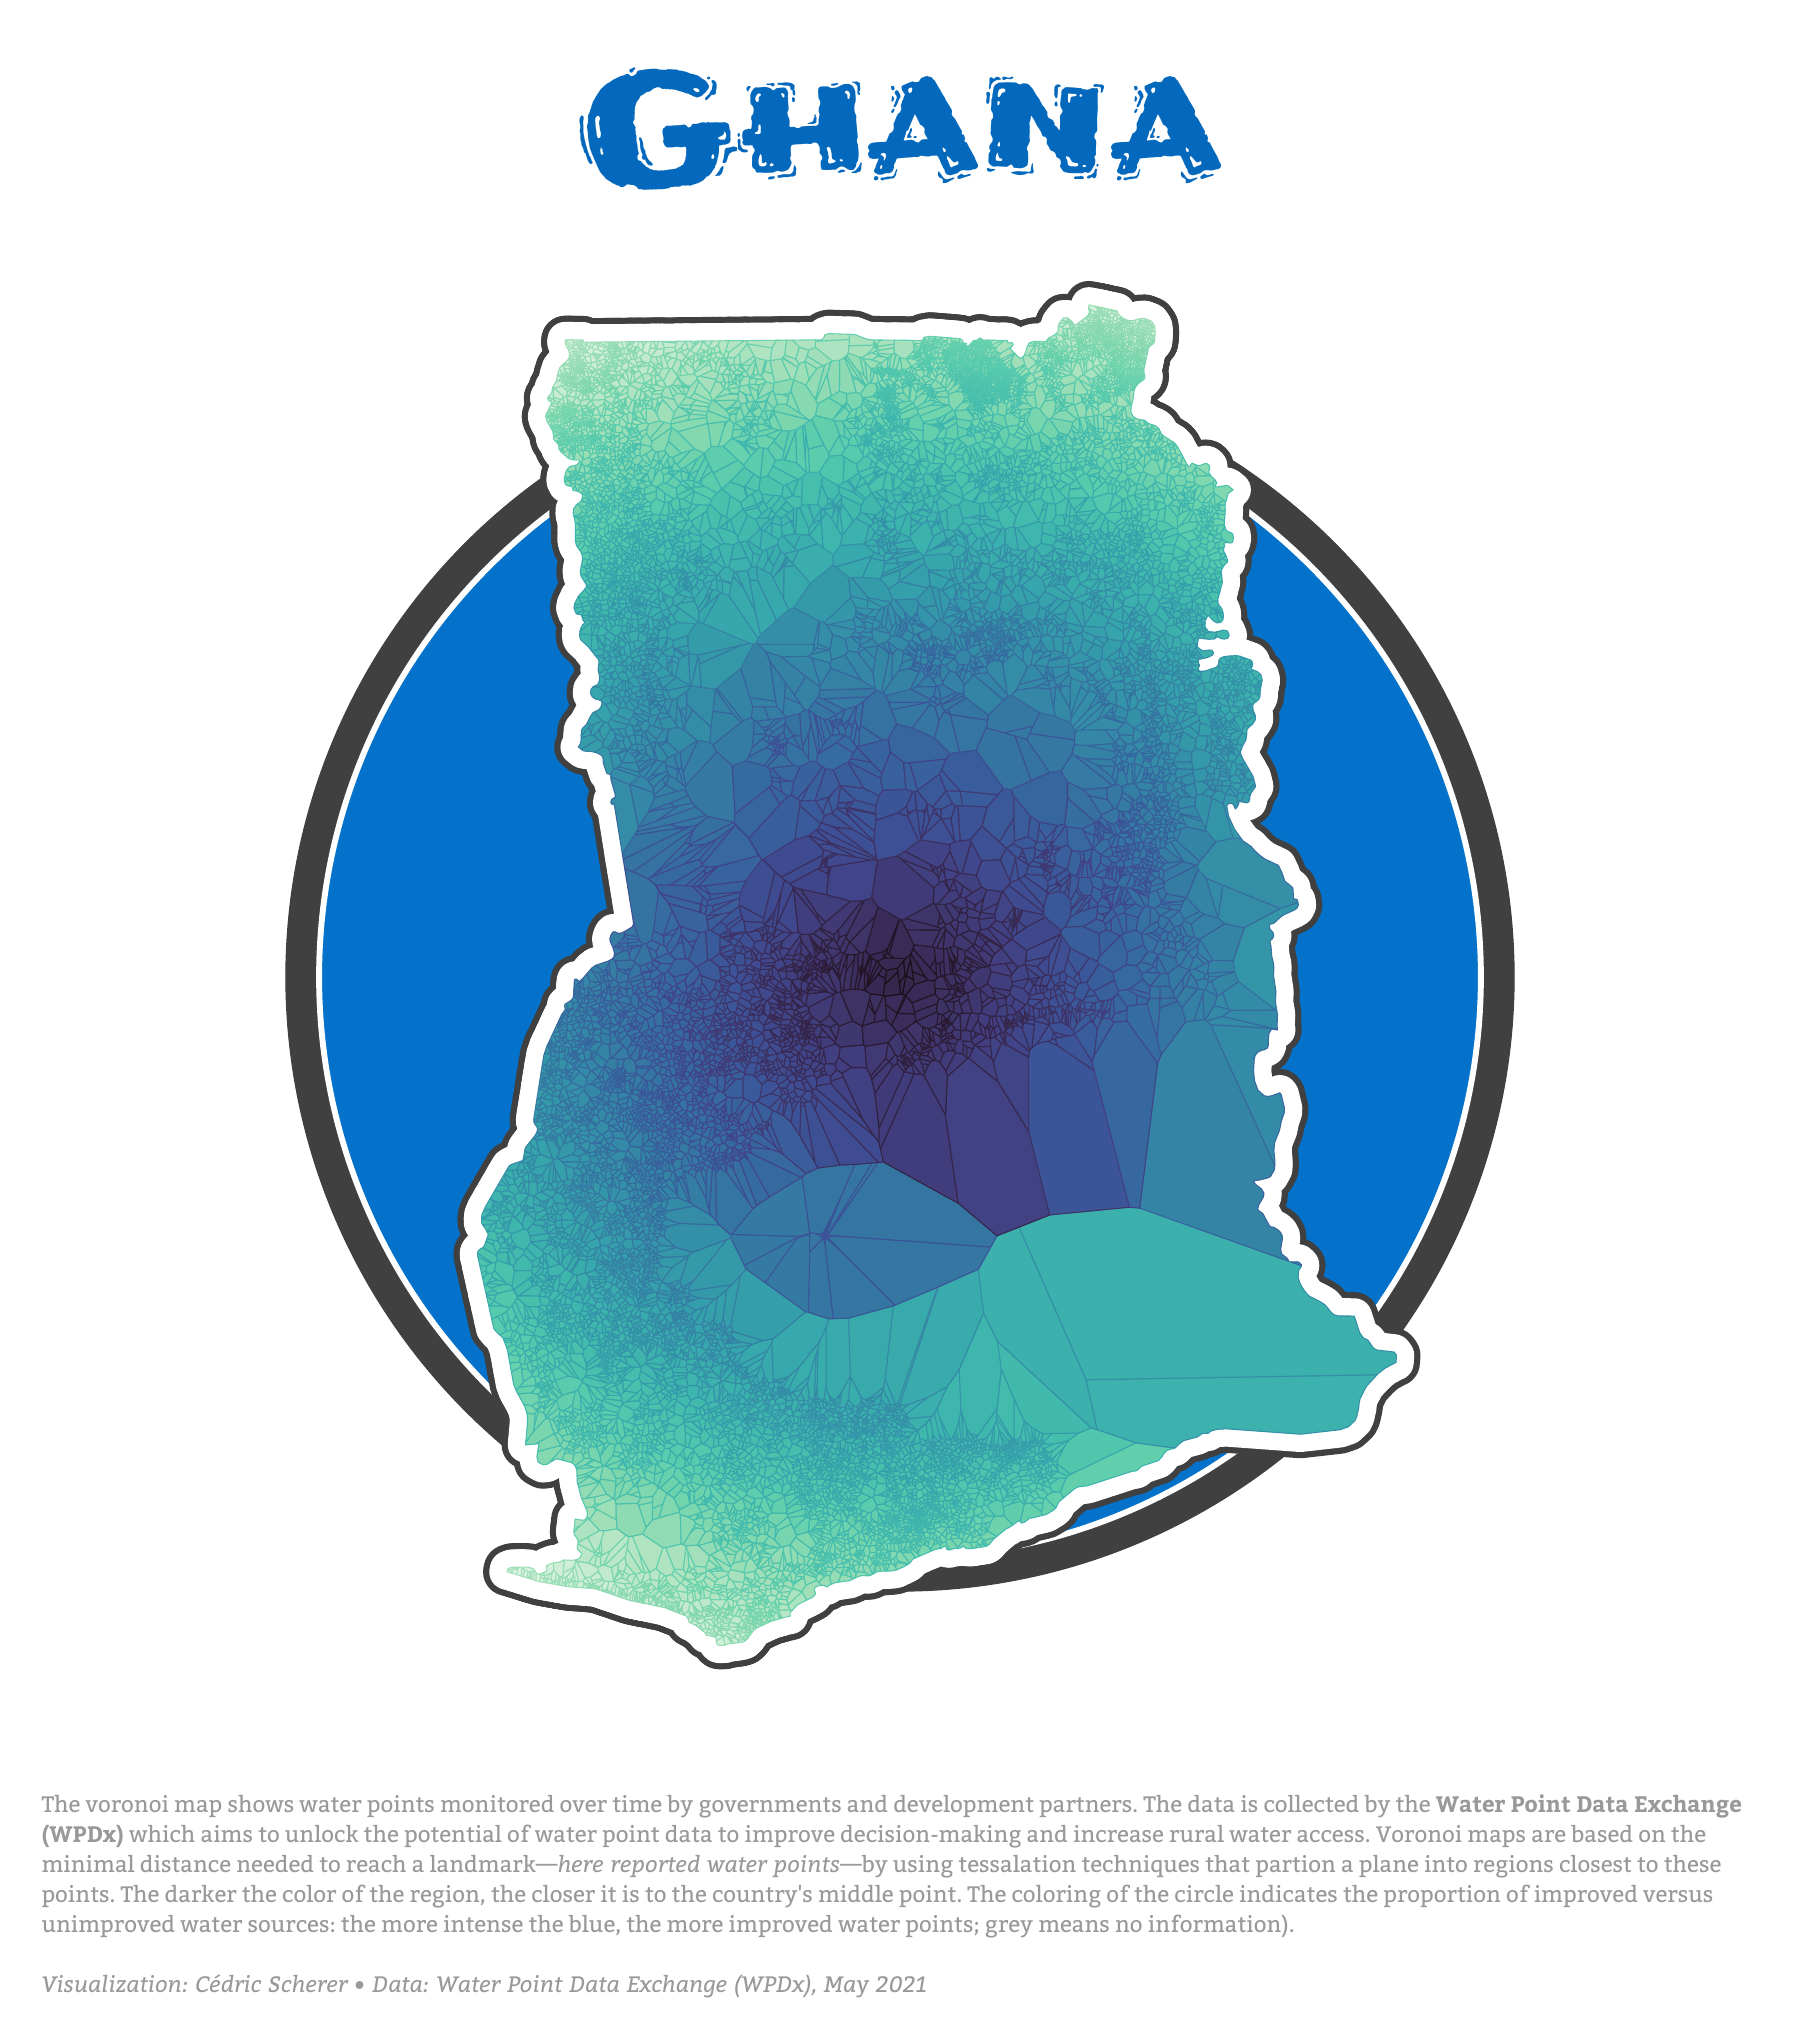 GHANA
The voronoi map shows water points monitored over time by governments and development partners. The data is collected by the Water Point Data Exchange
(WPDx) which aims to unlock the potential of water point data to improve decision-making and increase rural water access. Voronoi maps are based on the
minimal distance needed to reach a landmark—here reported water points—by using tessalation techniques that partion a plane into regions closest to these
points. The darker the color of the region, the closer it is to the country's middle point. The coloring of the circle indicates the proportion of improved versus
unimproved water sources: the more intense the blue, the more improved water points; grey means no information).
Visualization: Cédric Scherer • Data: Water Point Data Exchange (WPDx), May 2021